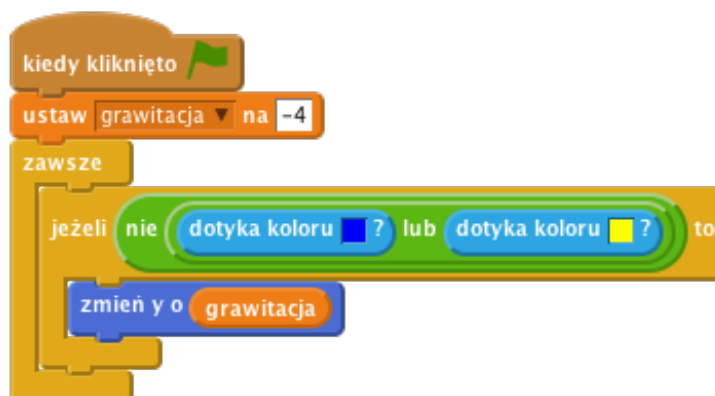 kiedy kliknięto
ustaw grawitacja na -4
zawsze
jeżeli nie dotyka koloru ? lub dotyka koloru ? to
zmień y o grawitacja